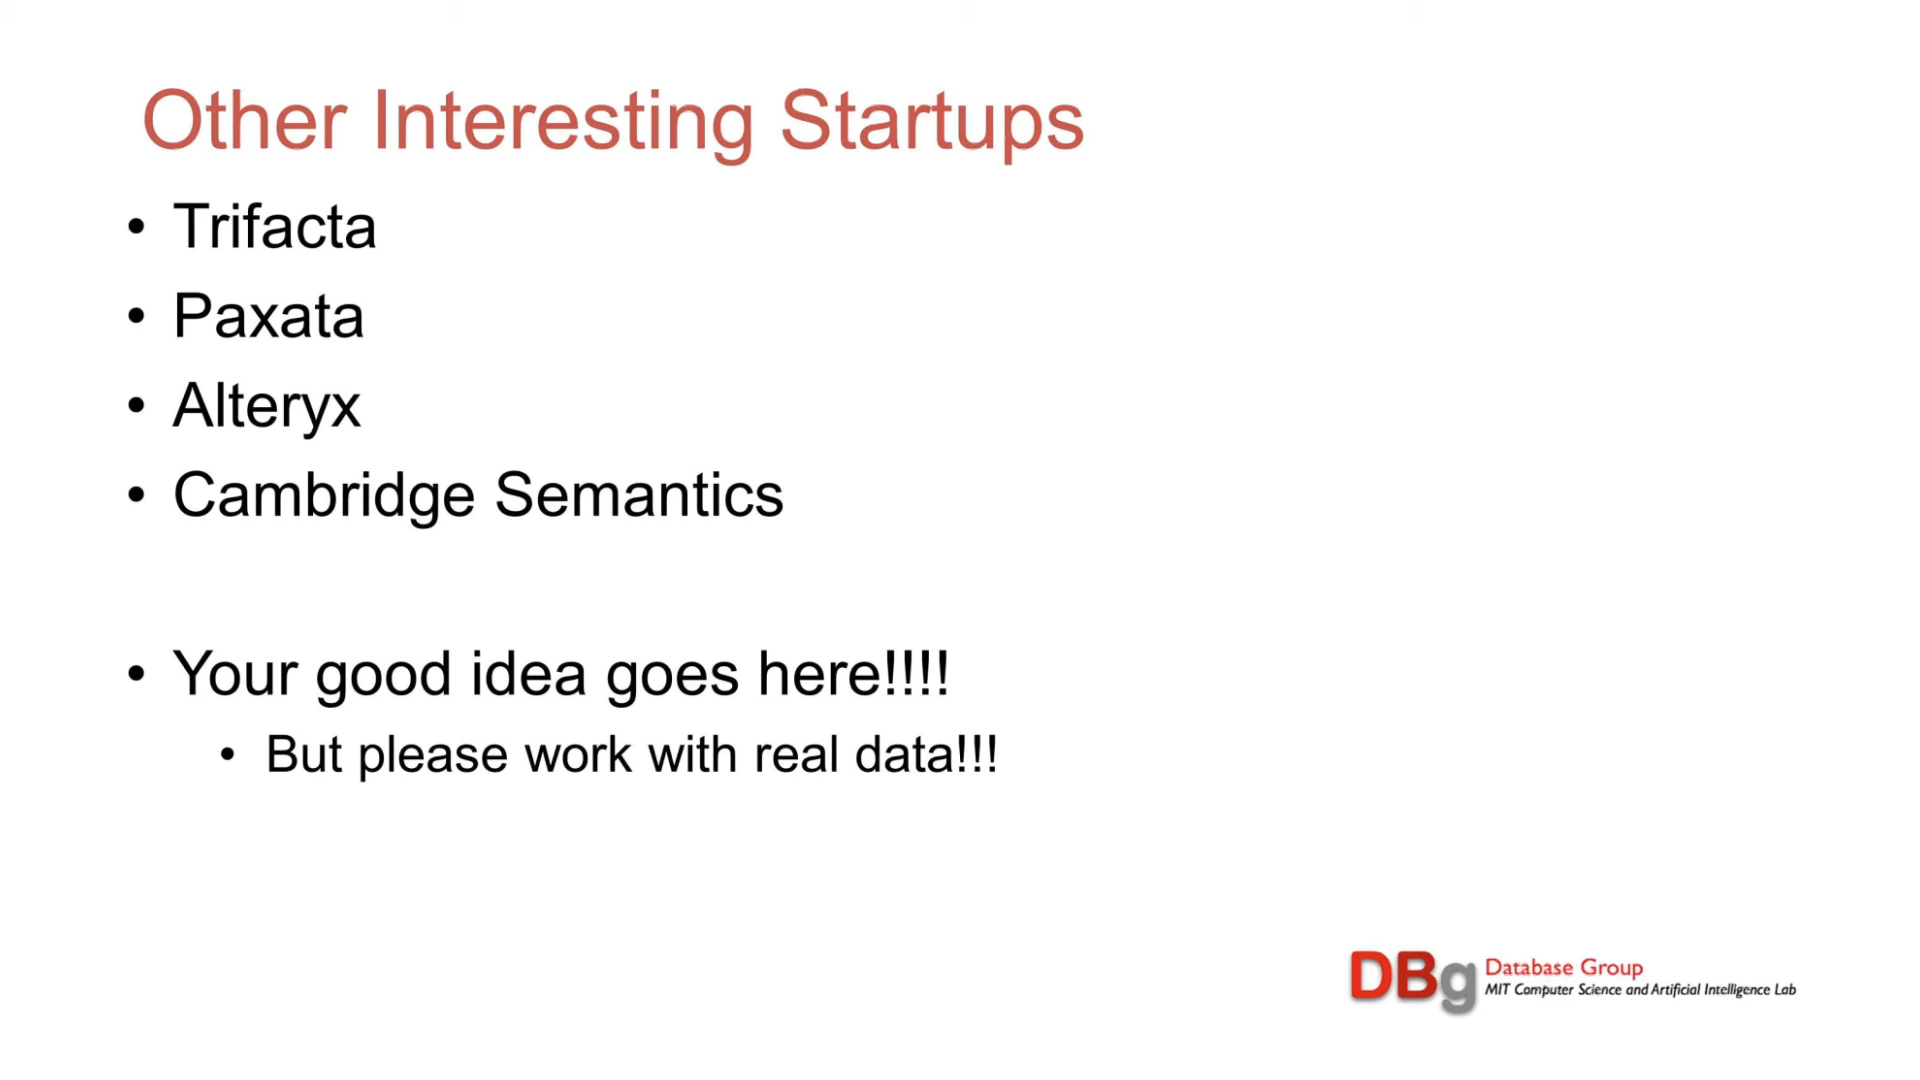 Other Interesting Startups
• Trifacta
• Paxata
• Alteryx
• Cambridge Semantics
• Your good idea goes here!!!!
• But please work with real data!!!
DBg Database Group
MIT Computer Science and Artificial Intelligence Lab